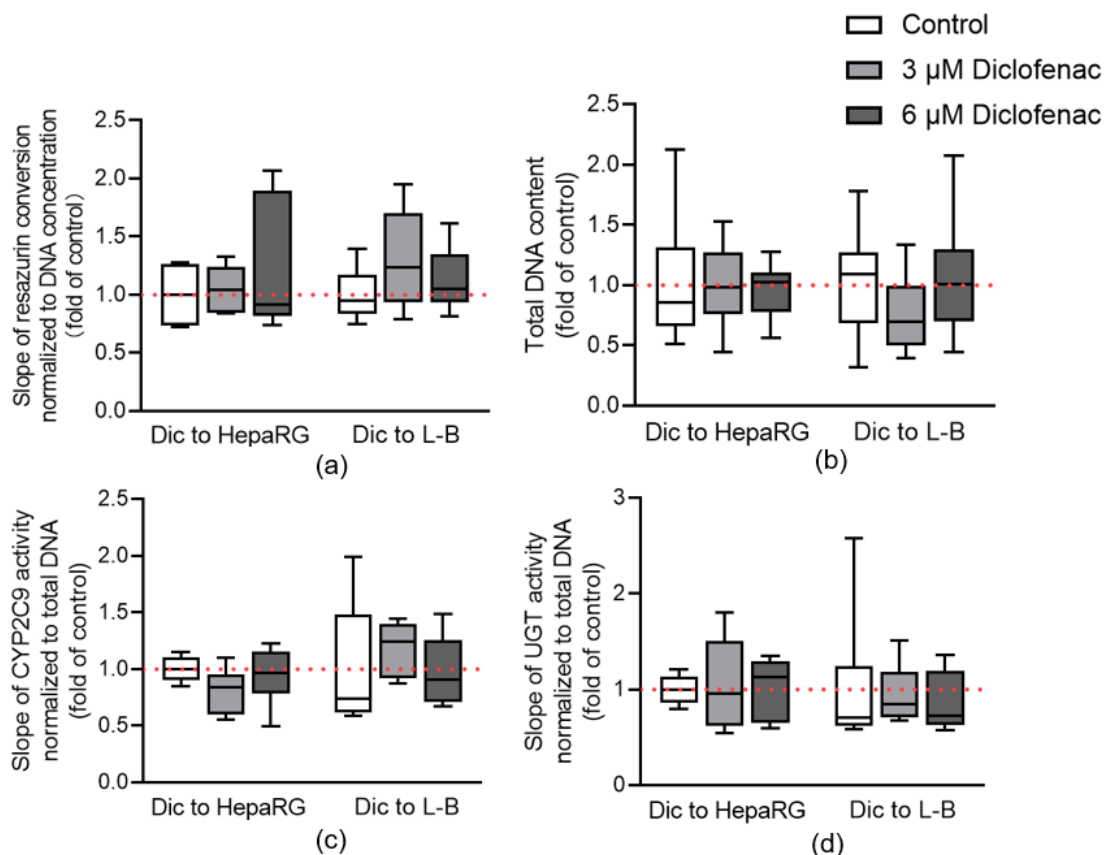 Control
3 µM Diclofenac
6 µM Diclofenac
Slope of resazurin conversion
normalized to DNA concentration
(fold of control)
2.5
2.0
1.5
1.0
0.5
0.0
Dic to HepaRG
Dic to L-B
(a)
Total DNA content
(fold of control)
2.5
2.0
1.5
1.0
0.5
0.0
Dic to HepaRG
Dic to L-B
(b)
Slope of CYP2C9 activity
normalized to total DNA
(fold of control)
2.5
2.0
1.5
1.0
0.5
0.0
Dic to HepaRG
Dic to L-B
(c)
Slope of UGT activity
normalized to total DNA
(fold of control)
3
2
1
0
Dic to HepaRG
Dic to L-B
(d)